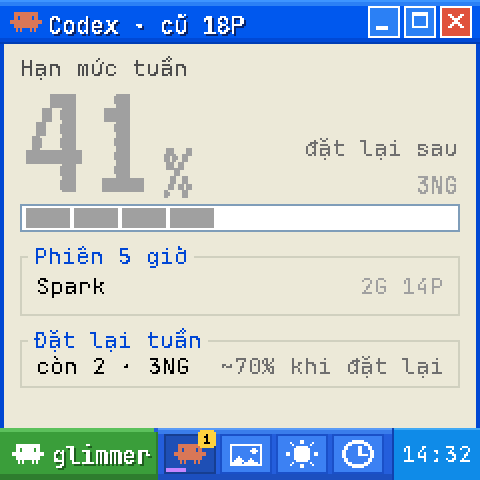 Codex · cũ 18P
Hạn mức tuần
41%
đặt lại sau
3NG
Phiên 5 giờ
Spark 2G 14P
Đặt lại tuần
còn 2 · 3NG ~70% khi đặt lại
glimmer 1 14:32